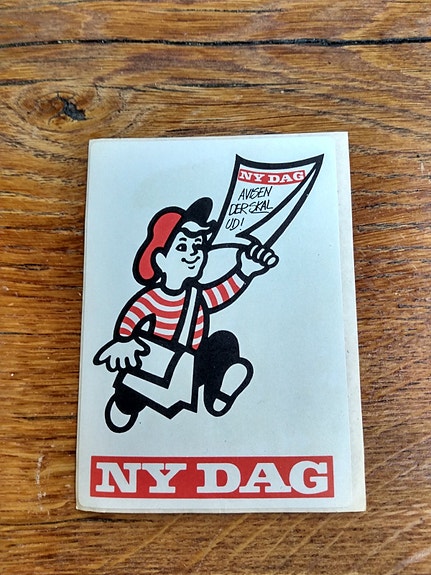 NY DAG
AVISEN
DER SKAL
UD!
NY DAG